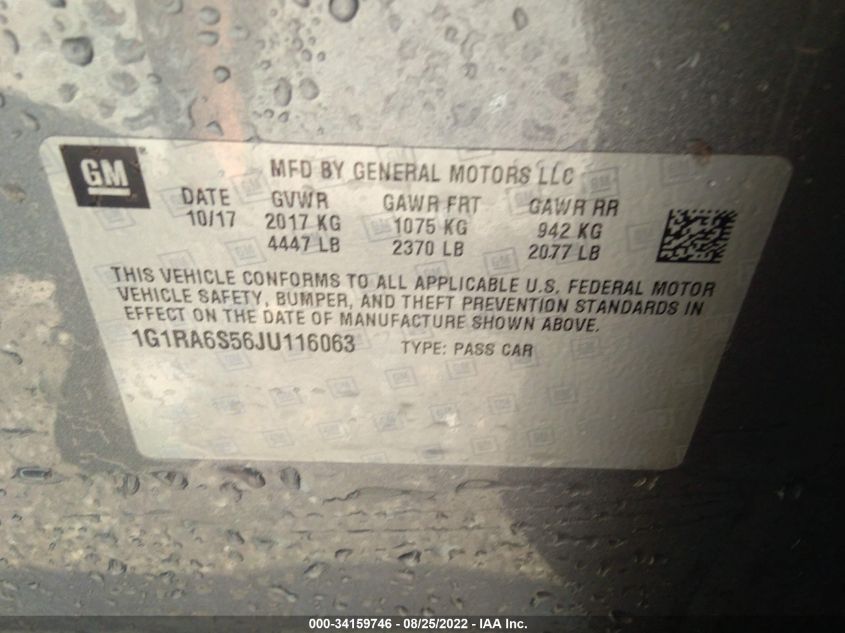 GM
MFD BY GENERAL MOTORS LLC
DATE GVWR GAWR FRT GAWR RR
10/17 2017 KG 1075 KG 942 KG
4447 LB 2370 LB 2077 LB
THIS VEHICLE CONFORMS TO ALL APPLICABLE U.S. FEDERAL MOTOR
VEHICLE SAFETY, BUMPER, AND THEFT PREVENTION STANDARDS IN
EFFECT ON THE DATE OF MANUFACTURE SHOWN ABOVE.
1G1RA6S56JU116063 TYPE: PASS CAR
000-34159746 - 08/25/2022 - IAA Inc.